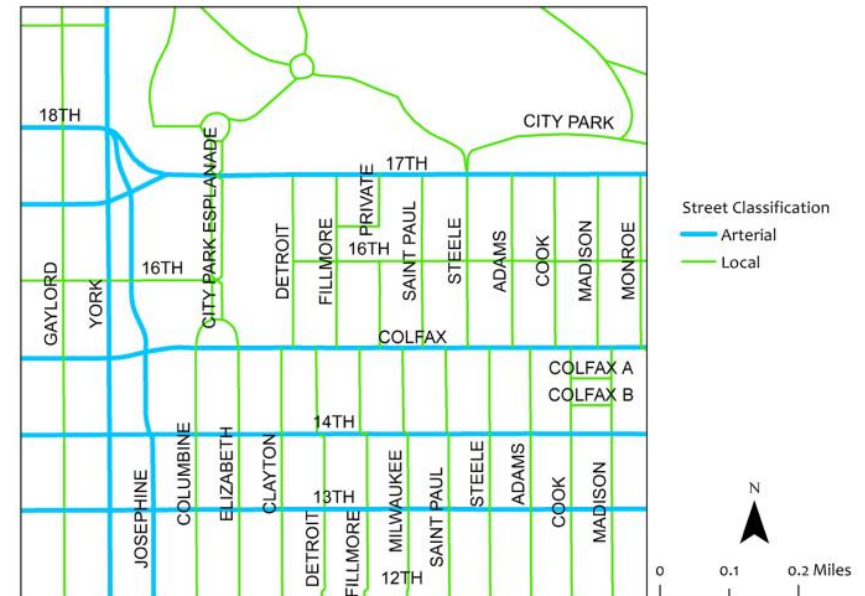 18TH
CITY PARK
17TH
CITY PARK ESPLANADE
PRIVATE
16TH
16TH
GAYLORD
YORK
DETROIT
FILLMORE
SAINT PAUL
STEELE
ADAMS
COOK
MADISON
MONROE
COLFAX
COLFAX A
COLFAX B
14TH
13TH
12TH
JOSEPHINE
COLUMBINE
ELIZABETH
CLAYTON
DETROIT
FILLMORE
MILWAUKEE
SAINT PAUL
STEELE
ADAMS
COOK
MADISON
Street Classification
Arterial
Local
N
0 0.1 0.2 Miles